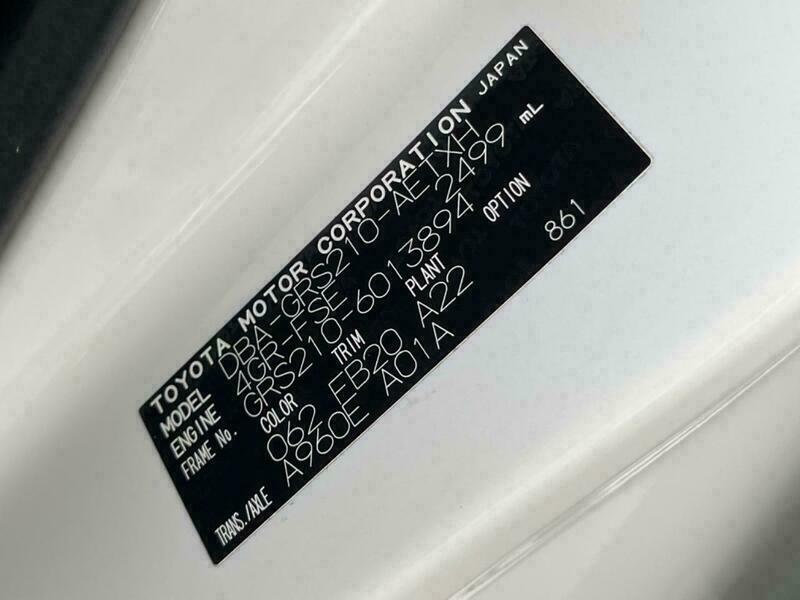 TOYOTA MOTOR CORPORATION JAPAN
MODEL DBA-GRS210-AETXH
ENGINE 4GR-FSE 2499 mL
FRAME No. GRS210-6013894
COLOR TRIM PLANT OPTION
062 FB20 A22 861
TRANS./AXLE A960E A01A